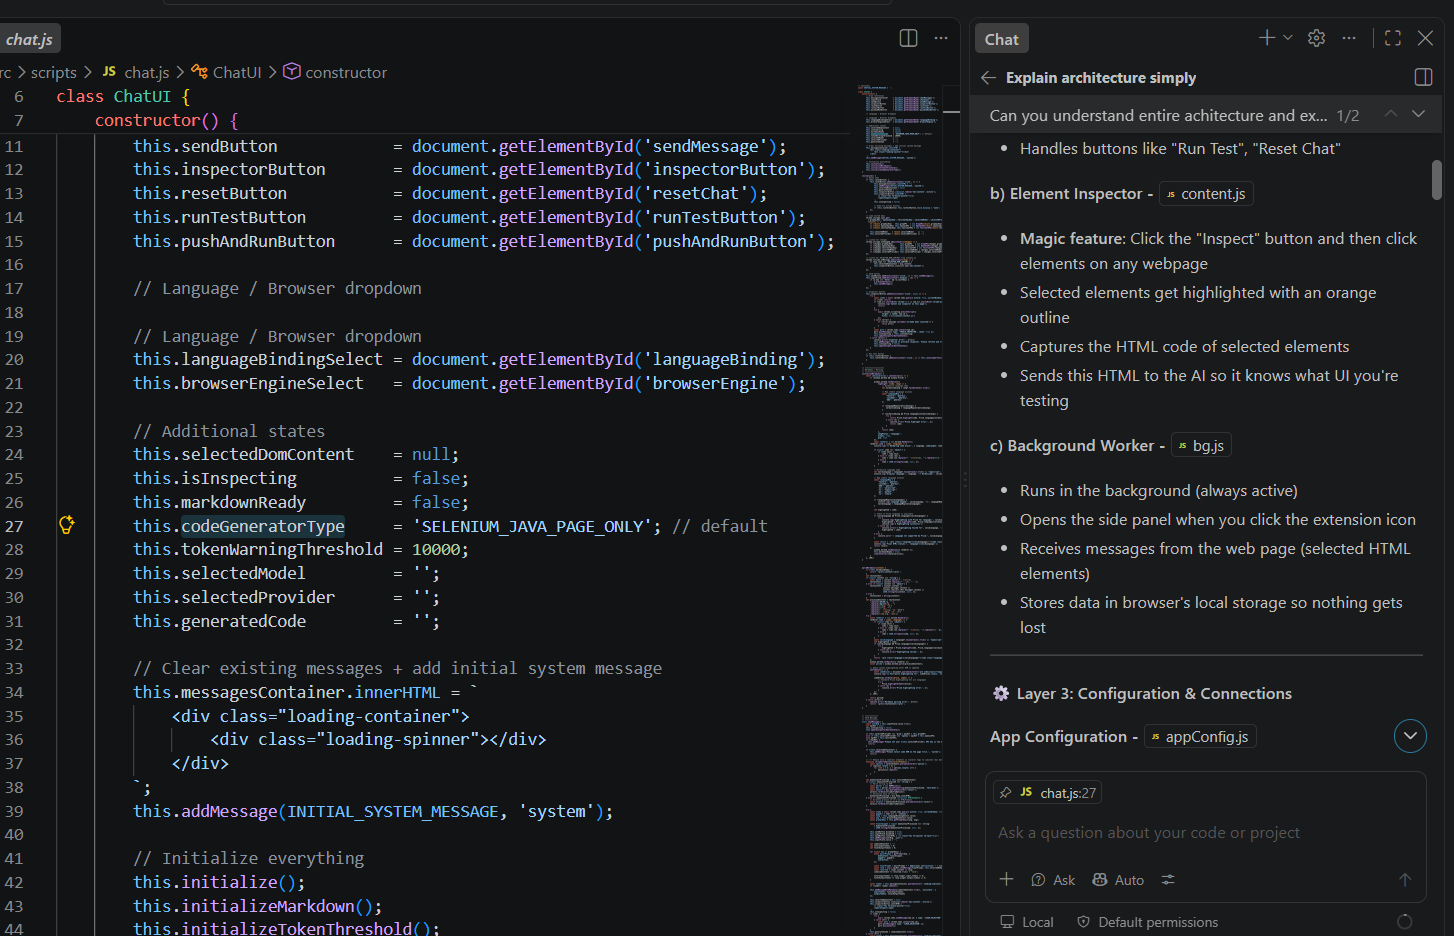 chat.js
rc > scripts > JS chat.js > ChatUI > constructor
6 class ChatUI {
7 constructor() {
11 this.sendButton = document.getElementById('sendMessage');
12 this.inspectorButton = document.getElementById('inspectorButton');
13 this.resetButton = document.getElementById('resetChat');
14 this.runTestButton = document.getElementById('runTestButton');
15 this.pushAndRunButton = document.getElementById('pushAndRunButton');
16
17 // Language / Browser dropdown
18
19 // Language / Browser dropdown
20 this.languageBindingSelect = document.getElementById('languageBinding');
21 this.browserEngineSelect = document.getElementById('browserEngine');
22
23 // Additional states
24 this.selectedDomContent = null;
25 this.isInspecting = false;
26 this.markdownReady = false;
27 this.codeGeneratorType = 'SELENIUM_JAVA_PAGE_ONLY'; // default
28 this.tokenWarningThreshold = 10000;
29 this.selectedModel = '';
30 this.selectedProvider = '';
31 this.generatedCode = '';
32
33 // Clear existing messages + add initial system message
34 this.messagesContainer.innerHTML = `
35 <div class="loading-container">
36 <div class="loading-spinner"></div>
37 </div>
38 `;
39 this.addMessage(INITIAL_SYSTEM_MESSAGE, 'system');
40
41 // Initialize everything
42 this.initialize();
43 this.initializeMarkdown();
44 this.initializeTokenThreshold();
Chat
Explain architecture simply
Can you understand entire achitecture and ex... 1/2
• Handles buttons like "Run Test", "Reset Chat"
b) Element Inspector - JS content.js
• Magic feature: Click the "Inspect" button and then click
elements on any webpage
• Selected elements get highlighted with an orange
outline
• Captures the HTML code of selected elements
• Sends this HTML to the AI so it knows what UI you're
testing
c) Background Worker - JS bg.js
• Runs in the background (always active)
• Opens the side panel when you click the extension icon
• Receives messages from the web page (selected HTML
elements)
• Stores data in browser's local storage so nothing gets
lost
Layer 3: Configuration & Connections
App Configuration - JS appConfig.js
JS chat.js:27
Ask a question about your code or project
Ask Auto
Local Default permissions